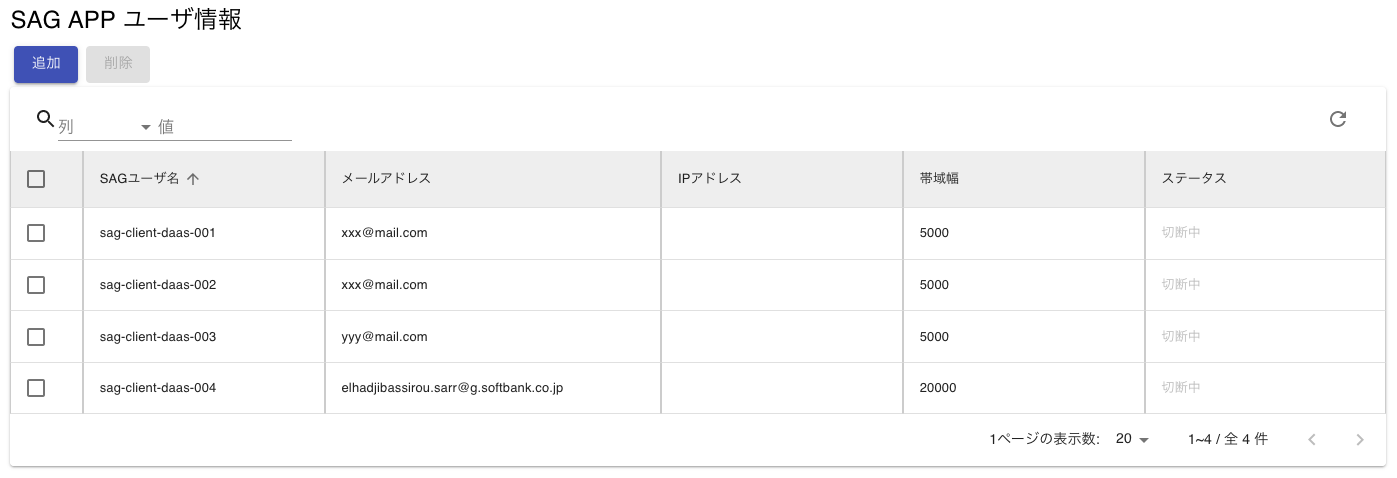 SAG APP ユーザ情報
追加 削除
列 値
SAGユーザ名 メールアドレス IPアドレス 帯域幅 ステータス
sag-client-daas-001 xxx@mail.com 5000 切断中
sag-client-daas-002 xxx@mail.com 5000 切断中
sag-client-daas-003 yyy@mail.com 5000 切断中
sag-client-daas-004 elhadjibassirou.sarr@g.softbank.co.jp 20000 切断中
1ページの表示数: 20 1~4 / 全 4 件